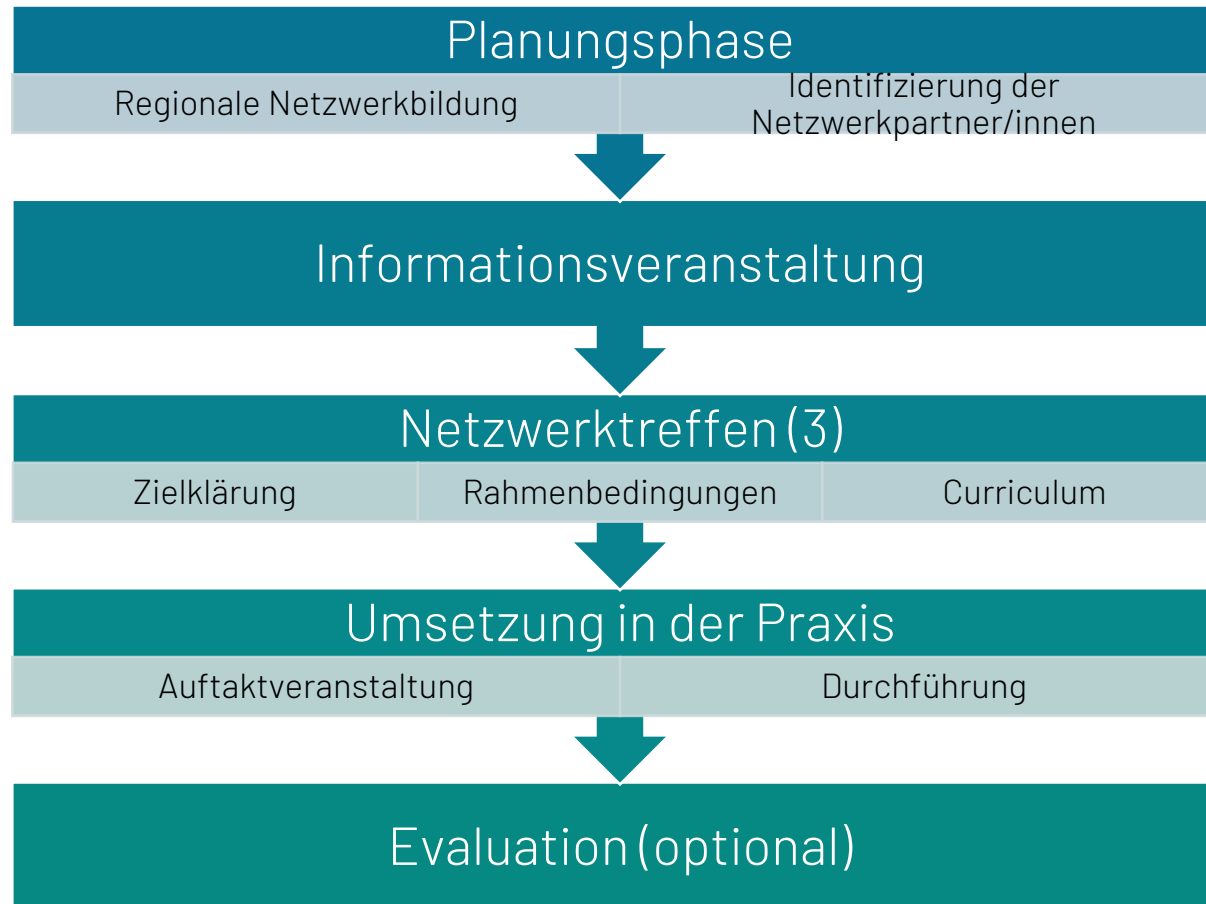 Planungsphase
Regionale Netzwerkbildung
Identifizierung der
Netzwerkpartner/innen
Informationsveranstaltung
Netzwerktreffen (3)
Zielklärung
Rahmenbedingungen
Curriculum
Umsetzung in der Praxis
Auftaktveranstaltung
Durchführung
Evaluation (optional)